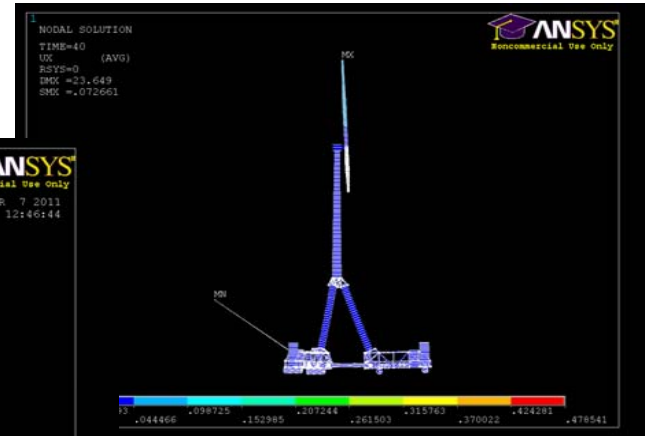 1
NODAL SOLUTION
TIME=40
UX (AVG)
RSYS=0
DMX =23.649
SMX =.072661
ANSYS
Noncommercial Use Only
MX
ANSYS
Use Only
7 2011
12:46:44
MN
.044466
.098725
.152985
.207244
.261503
.315763
.370022
.424281
.478541